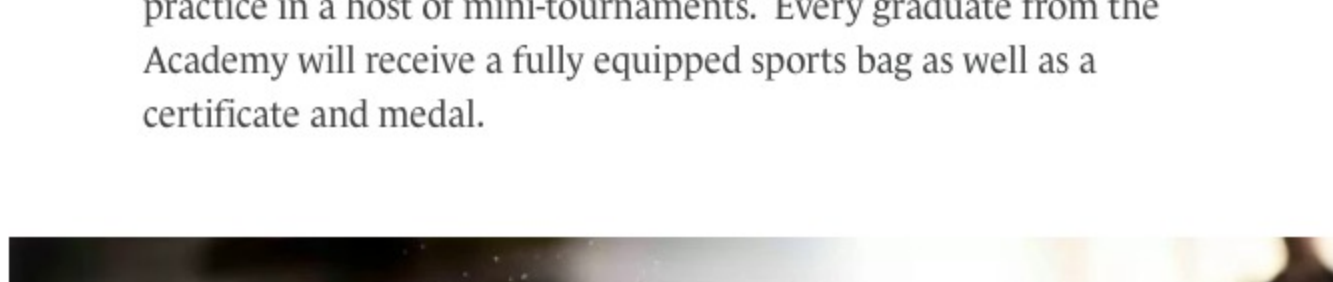 practice in a host of mini-tournaments.  Every graduate from the
Academy will receive a fully equipped sports bag as well as a
certificate and medal.